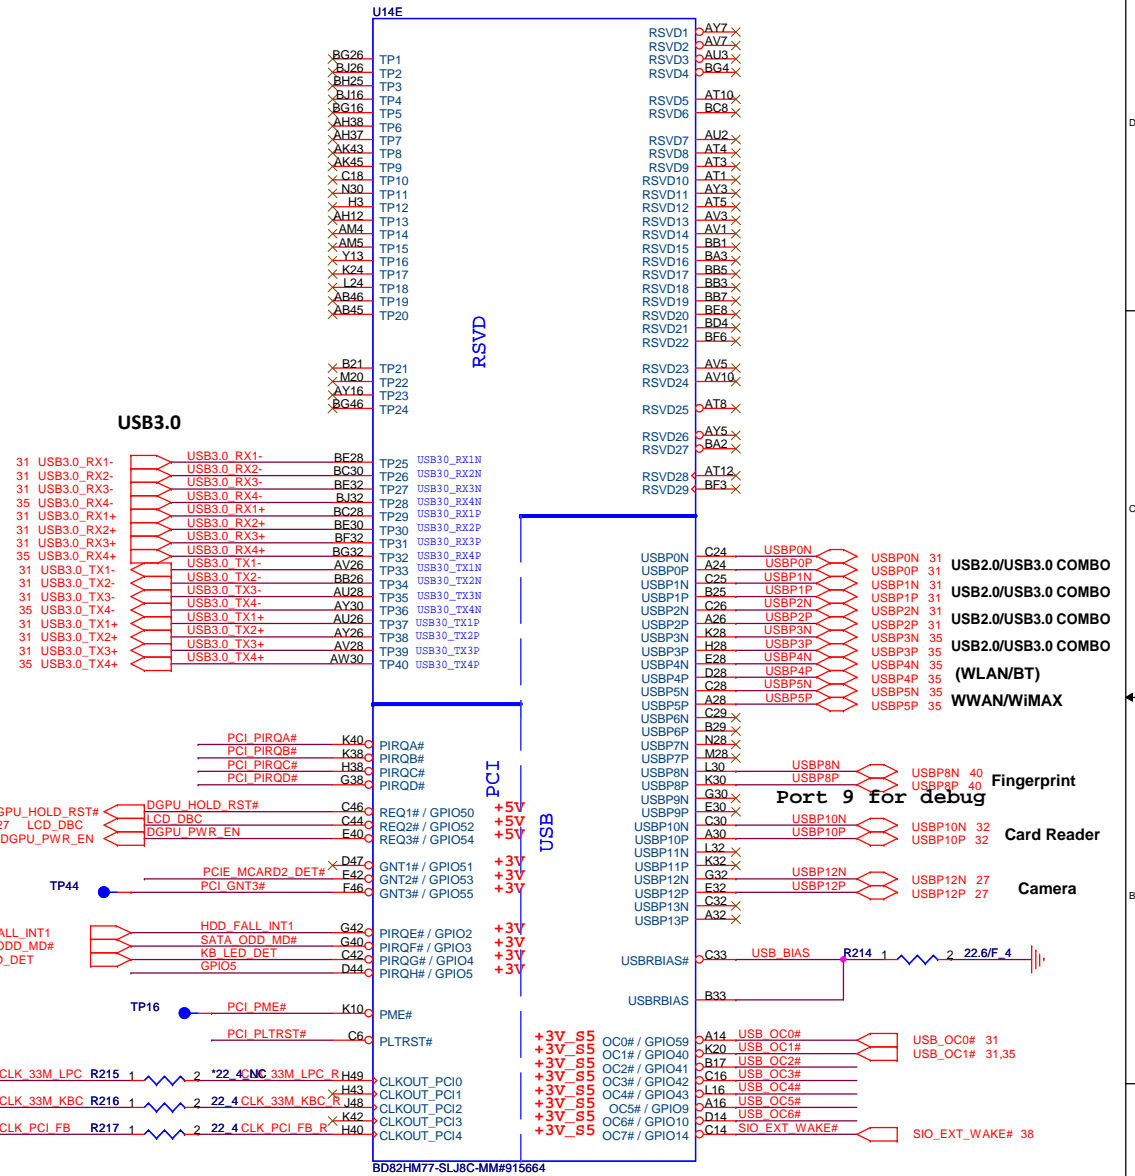 U14E
BG26 TP1
BJ26 TP2
BH25 TP3
BJ16 TP4
BG16 TP5
AH38 TP6
AH37 TP7
AK43 TP8
AK45 TP9
C18 TP10
N30 TP11
H3 TP12
AH12 TP13
AM4 TP14
AM5 TP15
Y13 TP16
K24 TP17
L24 TP18
AB46 TP19
AB45 TP20
B21 TP21
M20 TP22
AY16 TP23
BG46 TP24
RSVD
RSVD1 AY7
RSVD2 AV7
RSVD3 AU3
RSVD4 BG4
RSVD5 AT10
RSVD6 BC8
RSVD7 AU2
RSVD8 AT4
RSVD9 AT3
RSVD10 AT1
RSVD11 AY3
RSVD12 AT5
RSVD13 AV3
RSVD14 AV1
RSVD15 BB1
RSVD16 BA3
RSVD17 BB5
RSVD18 BB3
RSVD19 BB7
RSVD20 BE8
RSVD21 BD4
RSVD22 BF6
RSVD23 AV5
RSVD24 AV10
RSVD25 AT8
RSVD26 AY5
RSVD27 BA2
RSVD28 AT12
RSVD29 BF3
D
C
B
USB3.0
31 USB3.0_RX1- USB3.0_RX1- BE28 TP25 USB30_RX1N
31 USB3.0_RX2- USB3.0_RX2- BC30 TP26 USB30_RX2N
31 USB3.0_RX3- USB3.0_RX3- BE32 TP27 USB30_RX3N
35 USB3.0_RX4- USB3.0_RX4- BJ32 TP28 USB30_RX4N
31 USB3.0_RX1+ USB3.0_RX1+ BC28 TP29 USB30_RX1P
31 USB3.0_RX2+ USB3.0_RX2+ BE30 TP30 USB30_RX2P
31 USB3.0_RX3+ USB3.0_RX3+ BF32 TP31 USB30_RX3P
35 USB3.0_RX4+ USB3.0_RX4+ BG32 TP32 USB30_RX4P
31 USB3.0_TX1- USB3.0_TX1- AV26 TP33 USB30_TX1N
31 USB3.0_TX2- USB3.0_TX2- BB26 TP34 USB30_TX2N
31 USB3.0_TX3- USB3.0_TX3- AU28 TP35 USB30_TX3N
35 USB3.0_TX4- USB3.0_TX4- AY30 TP36 USB30_TX4N
31 USB3.0_TX1+ USB3.0_TX1+ AU26 TP37 USB30_TX1P
31 USB3.0_TX2+ USB3.0_TX2+ AY26 TP38 USB30_TX2P
31 USB3.0_TX3+ USB3.0_TX3+ AV28 TP39 USB30_TX3P
35 USB3.0_TX4+ USB3.0_TX4+ AW30 TP40 USB30_TX4P
USBP0N C24 USBP0N USBP0N 31
USBP0P A24 USBP0P USBP0P 31 USB2.0/USB3.0 COMBO
USBP1N C25 USBP1N USBP1N 31
USBP1P B25 USBP1P USBP1P 31 USB2.0/USB3.0 COMBO
USBP2N C26 USBP2N USBP2N 31
USBP2P A26 USBP2P USBP2P 31 USB2.0/USB3.0 COMBO
USBP3N K28 USBP3N USBP3N 35
USBP3P H28 USBP3P USBP3P 35 USB2.0/USB3.0 COMBO
USBP4N E28 USBP4N USBP4N 35
USBP4P D28 USBP4P USBP4P 35 (WLAN/BT)
USBP5N C28 USBP5N USBP5N 35
USBP5P A28 USBP5P USBP5P 35 WWAN/WiMAX
USBP6N C29
USBP6P B29
USBP7N N28
USBP7P M28
USBP8N L30 USBP8N USBP8N 40
USBP8P K30 USBP8P USBP8P 40 Fingerprint
USBP9N G30
USBP9P E30 Port 9 for debug
USBP10N C30 USBP10N USBP10N 32
USBP10P A30 USBP10P USBP10P 32 Card Reader
USBP11N L32
USBP11P K32
USBP12N G32 USBP12N USBP12N 27
USBP12P E32 USBP12P USBP12P 27 Camera
USBP13N C32
USBP13P A32
USBRBIAS# C33 USB_BIAS R214 1 2 22.6/F_4
USBRBIAS B33
PCI
USB
PCI_PIRQA# K40 PIRQA#
PCI_PIRQB# K38 PIRQB#
PCI_PIRQC# H38 PIRQC#
PCI_PIRQD# G38 PIRQD#
GPU_HOLD_RST# DGPU_HOLD_RST# C46 REQ1# / GPIO50 +5V
27 LCD_DBC LCD_DBC C44 REQ2# / GPIO52 +5V
DGPU_PWR_EN DGPU_PWR_EN E40 REQ3# / GPIO54 +5V
D47 GNT1# / GPIO51 +3V
PCIE_MCARD2_DET# E42 GNT2# / GPIO53 +3V
TP44 PCI_GNT3# F46 GNT3# / GPIO55 +3V
ALL_INT1 HDD_FALL_INT1 G42 PIRQE# / GPIO2 +3V
ODD_MD# SATA_ODD_MD# G40 PIRQF# / GPIO3 +3V
D_DET KB_LED_DET C42 PIRQG# / GPIO4 +3V
GPIO5 D44 PIRQH# / GPIO5 +3V
TP16 PCI_PME# K10 PME#
PCI_PLTRST# C6 PLTRST#
CLK_33M_LPC R215 1 2 *22_4_NC CLK_33M_LPC_R H49 CLKOUT_PCI0
H43 CLKOUT_PCI1
CLK_33M_KBC R216 1 2 22_4 CLK_33M_KBC_R J48 CLKOUT_PCI2
K42 CLKOUT_PCI3
CLK_PCI_FB R217 1 2 22_4 CLK_PCI_FB_R H40 CLKOUT_PCI4
+3V_S5 OC0# / GPIO59 A14 USB_OC0# USB_OC0# 31
+3V_S5 OC1# / GPIO40 K20 USB_OC1# USB_OC1# 31,35
+3V_S5 OC2# / GPIO41 B17 USB_OC2#
+3V_S5 OC3# / GPIO42 C16 USB_OC3#
+3V_S5 OC4# / GPIO43 L16 USB_OC4#
+3V_S5 OC5# / GPIO9 A16 USB_OC5#
+3V_S5 OC6# / GPIO10 D14 USB_OC6#
+3V_S5 OC7# / GPIO14 C14 SIO_EXT_WAKE# SIO_EXT_WAKE# 38
BD82HM77-SLJ8C-MM#915664